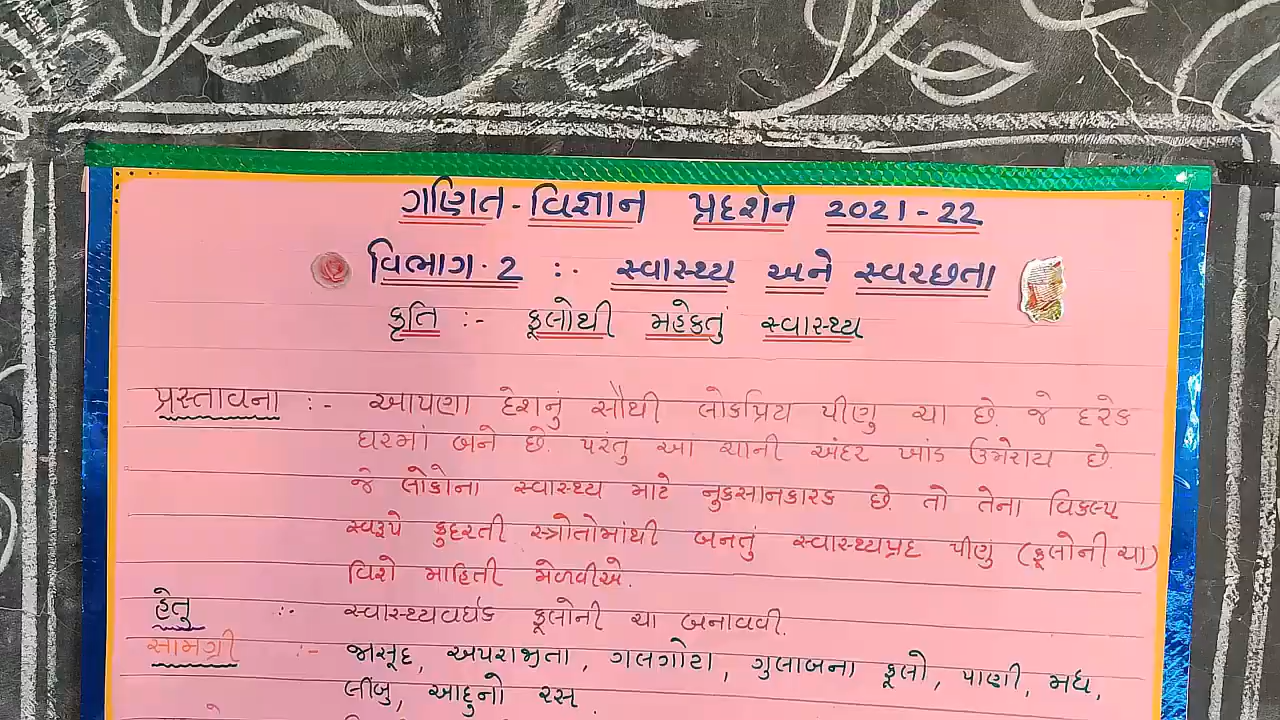 ગણિત-વિજ્ઞાન પ્રદર્શન 2021-22
વિભાગ-2 :- સ્વાસ્થ્ય અને સ્વચ્છતા
કૃતિ :- ફૂલોથી મહેકતું સ્વાસ્થ્ય
પ્રસ્તાવના :- આપણા દેશનું સૌથી લોકપ્રિય પીણુ ચા છે. જે દરેક
ઘરમાં બને છે. પરંતુ આ ચાની અંદર ખાંડ ઉમેરાય છે.
જે લોકોના સ્વાસ્થ્ય માટે નુકસાનકારક છે. તો તેના વિકલ્પ
સ્વરૂપે કુદરતી સ્ત્રોતોમાંથી બનતું સ્વાસ્થ્યપ્રદ પીણું (ફૂલોની ચા)
વિશે માહિતી મેળવીએ.
હેતુ :- સ્વાસ્થ્યવર્ધક ફૂલોની ચા બનાવવી.
સામગ્રી :- જાસૂદ, અપરાજીતા, ગલગોટા, ગુલાબના ફૂલો, પાણી, મધ,
લીંબુ, આદુનો રસ.